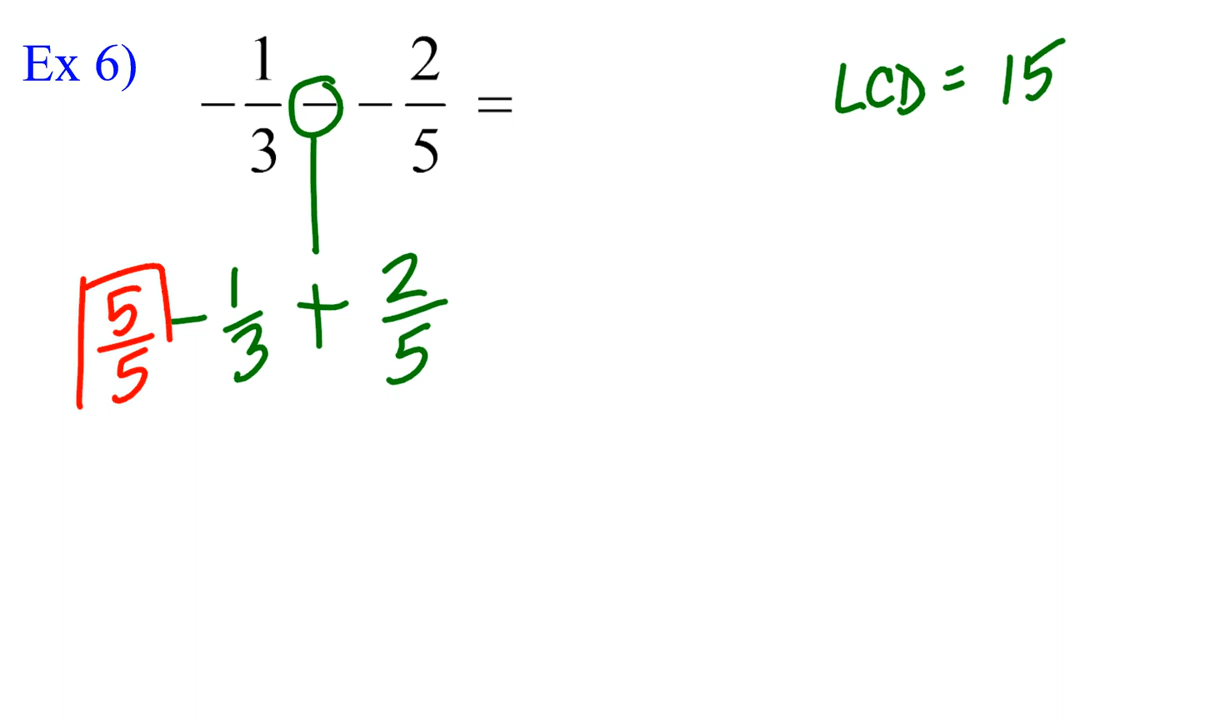 Ex 6) -1/3 - -2/5 =
LCD = 15
5/5 - 1/3 + 2/5